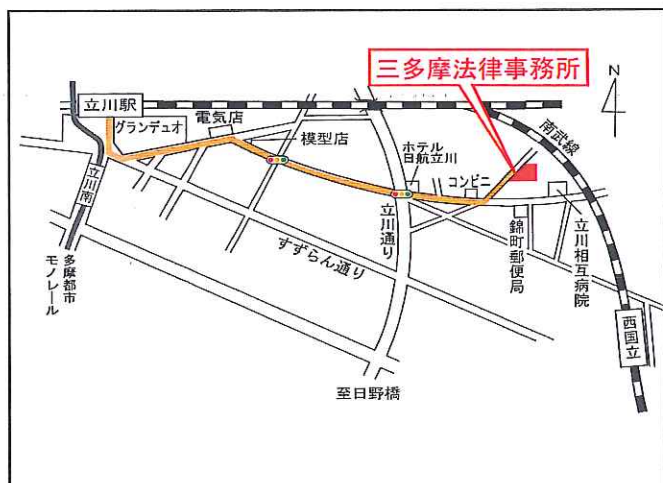 三多摩法律事務所
N
立川駅
グランデュオ
電気店
模型店
ホテル
日航立川
コンビニ
南武線
立川南
多摩都市
モノレール
すずらん通り
立川通り
錦町郵便局
立川相互病院
西国立
至日野橋